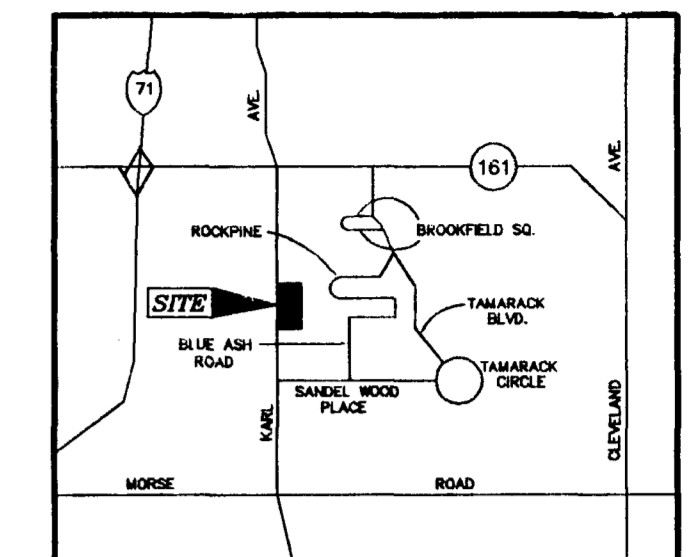 71
AVE.
AVE.
161
ROCKPINE
BROOKFIELD SQ.
SITE
TAMARACK
BLVD.
BLUE ASH
ROAD
TAMARACK
CIRCLE
SANDEL WOOD
PLACE
KARL
CLEVELAND
MORSE
ROAD